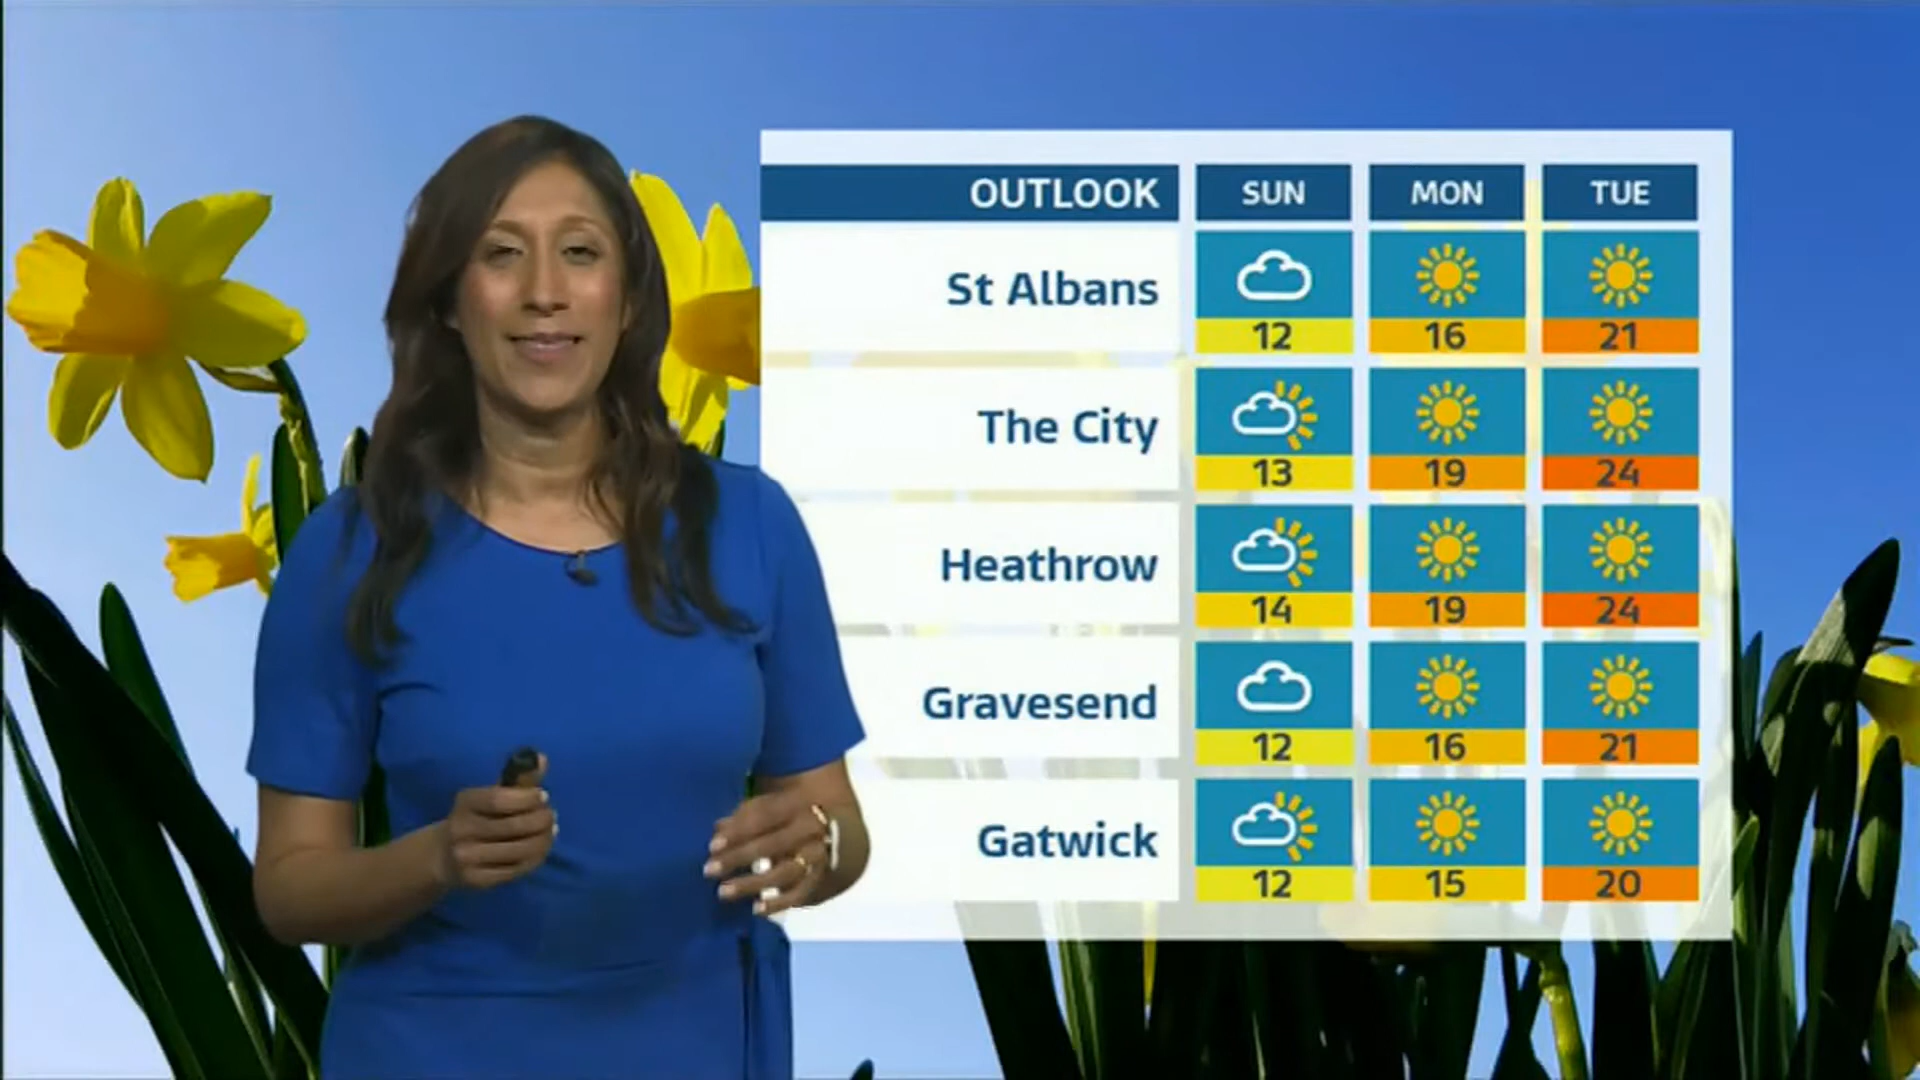 OUTLOOK SUN MON TUE
St Albans 12 16 21
The City 13 19 24
Heathrow 14 19 24
Gravesend 12 16 21
Gatwick 12 15 20